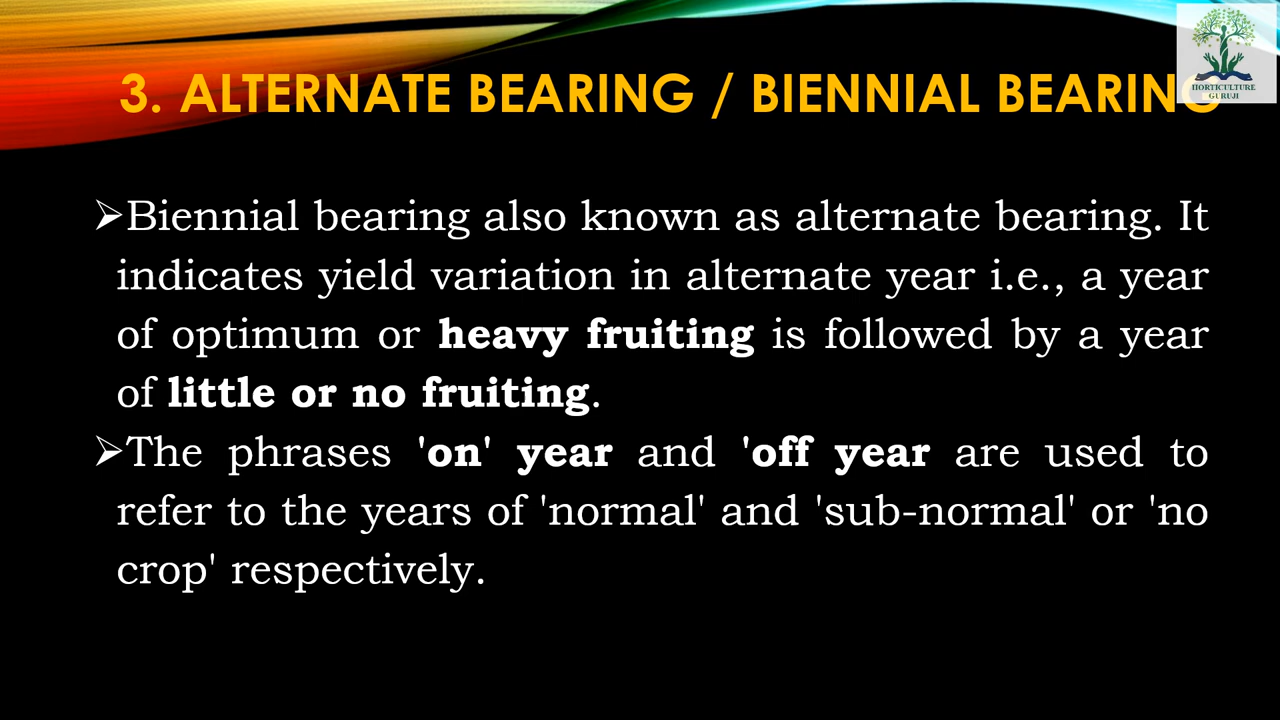 3. ALTERNATE BEARING / BIENNIAL BEARING
HORTICULTURE
GURUJI
➢Biennial bearing also known as alternate bearing. It
indicates yield variation in alternate year i.e., a year
of optimum or heavy fruiting is followed by a year
of little or no fruiting.
➢The phrases 'on' year and 'off year are used to
refer to the years of 'normal' and 'sub-normal' or 'no
crop' respectively.